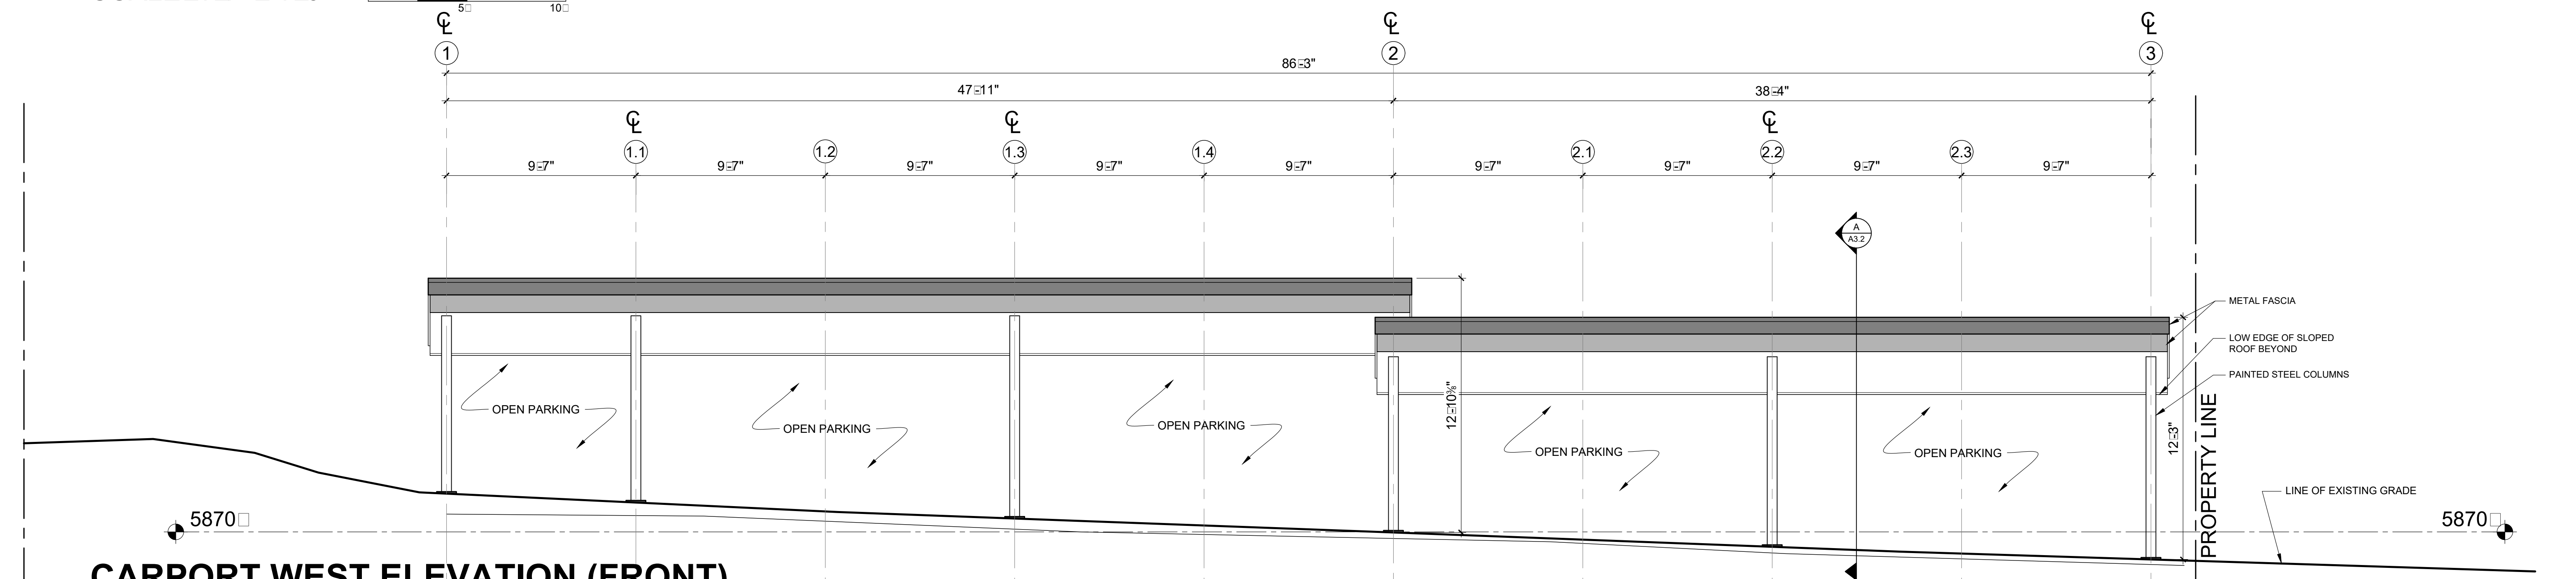 5□ 10□
℄ ℄ ℄
1 2 3
86□-3"
47□-11" 38□-4"
℄ ℄ ℄
1.1 1.2 1.3 1.4 2.1 2.2 2.3
9□-7" 9□-7" 9□-7" 9□-7" 9□-7" 9□-7" 9□-7" 9□-7" 9□-7"
A
A3.2
METAL FASCIA
LOW EDGE OF SLOPED
ROOF BEYOND
PAINTED STEEL COLUMNS
12□-10⅜"
12□-3"
PROPERTY LINE
OPEN PARKING
OPEN PARKING
OPEN PARKING
OPEN PARKING
OPEN PARKING
LINE OF EXISTING GRADE
5870□
5870□
CARPORT WEST ELEVATION (FRONT)